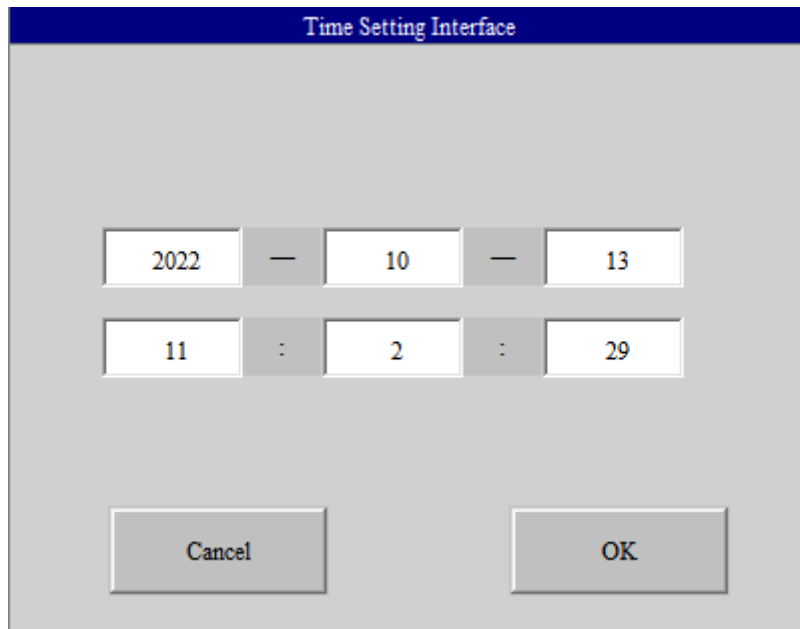 Time Setting Interface
2022 — 10 — 13
11 : 2 : 29
Cancel OK